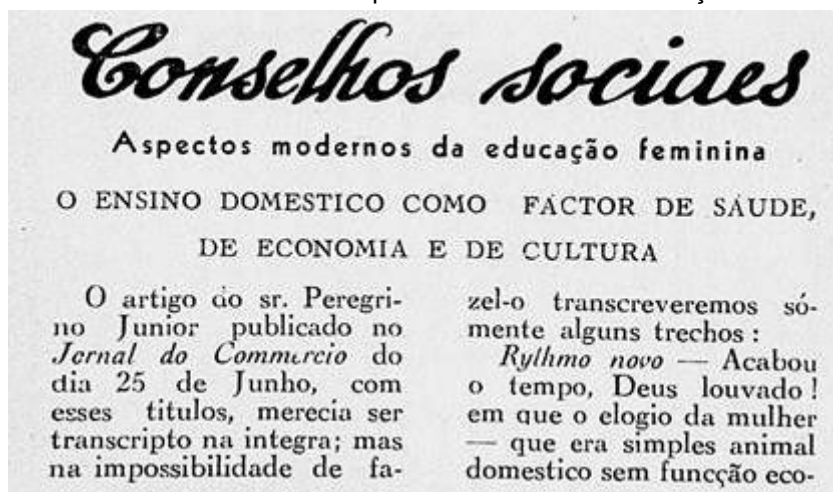 Conselhos sociaes
Aspectos modernos da educação feminina
O ENSINO DOMESTICO COMO FACTOR DE SAUDE,
DE ECONOMIA E DE CULTURA
O artigo do sr. Peregri-
no Junior publicado no
Jornal do Commercio do
dia 25 de Junho, com
esses titulos, merecia ser
transcripto na integra; mas
na impossibilidade de fa-
zel-o transcreveremos só-
mente alguns trechos :
Rylhmo novo — Acabou
o tempo, Deus louvado !
em que o elogio da mulher
— que era simples animal
domestico sem funcção eco-